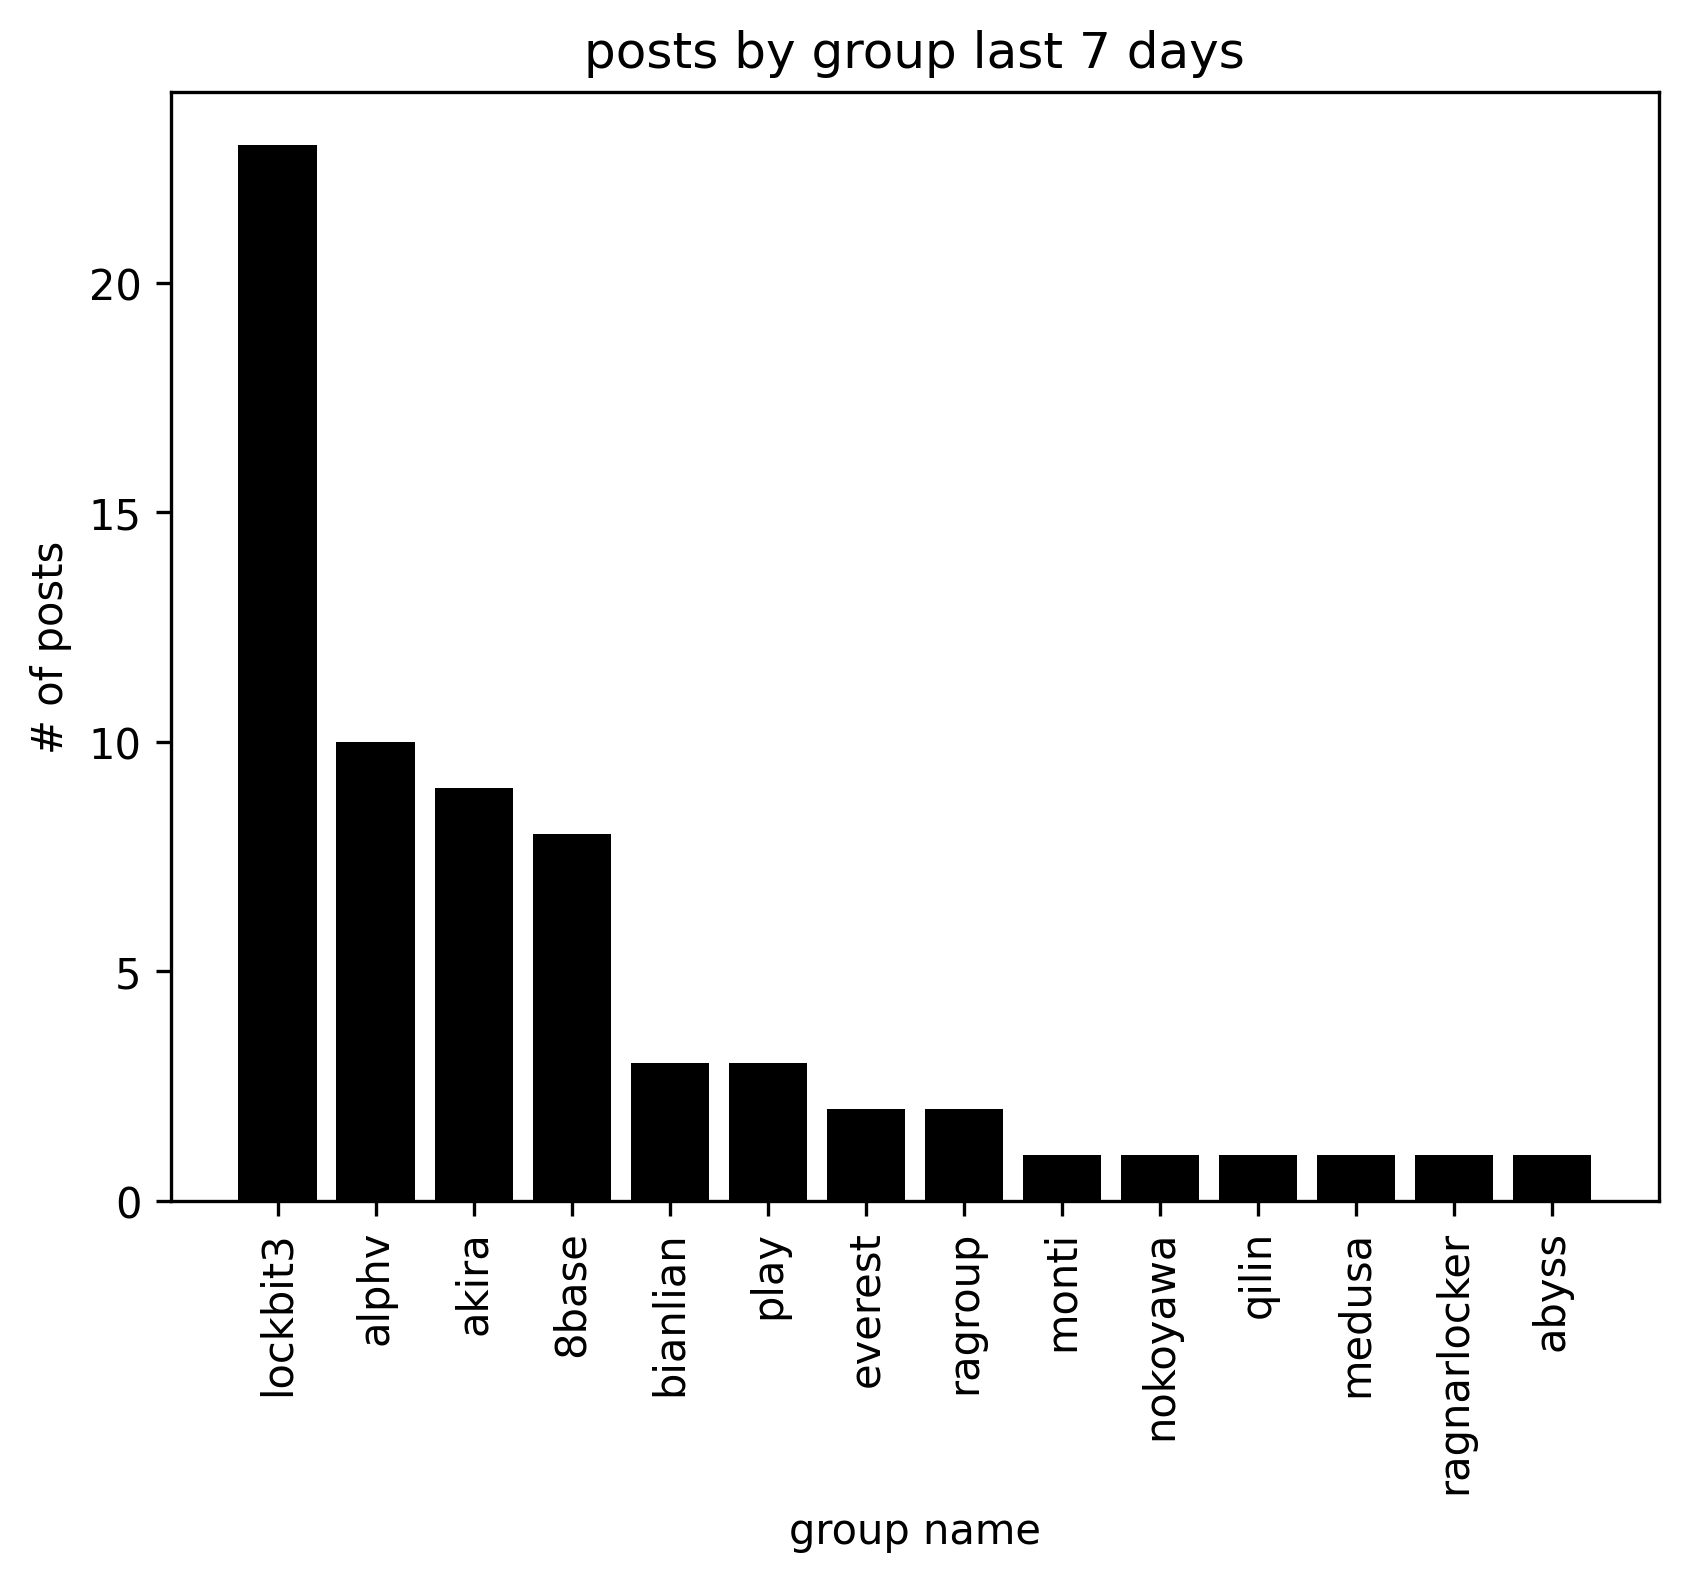 posts by group last 7 days
# of posts
20
15
10
5
0
lockbit3
alphv
akira
8base
bianlian
play
everest
ragroup
monti
nokoyawa
qilin
medusa
ragnarlocker
abyss
group name